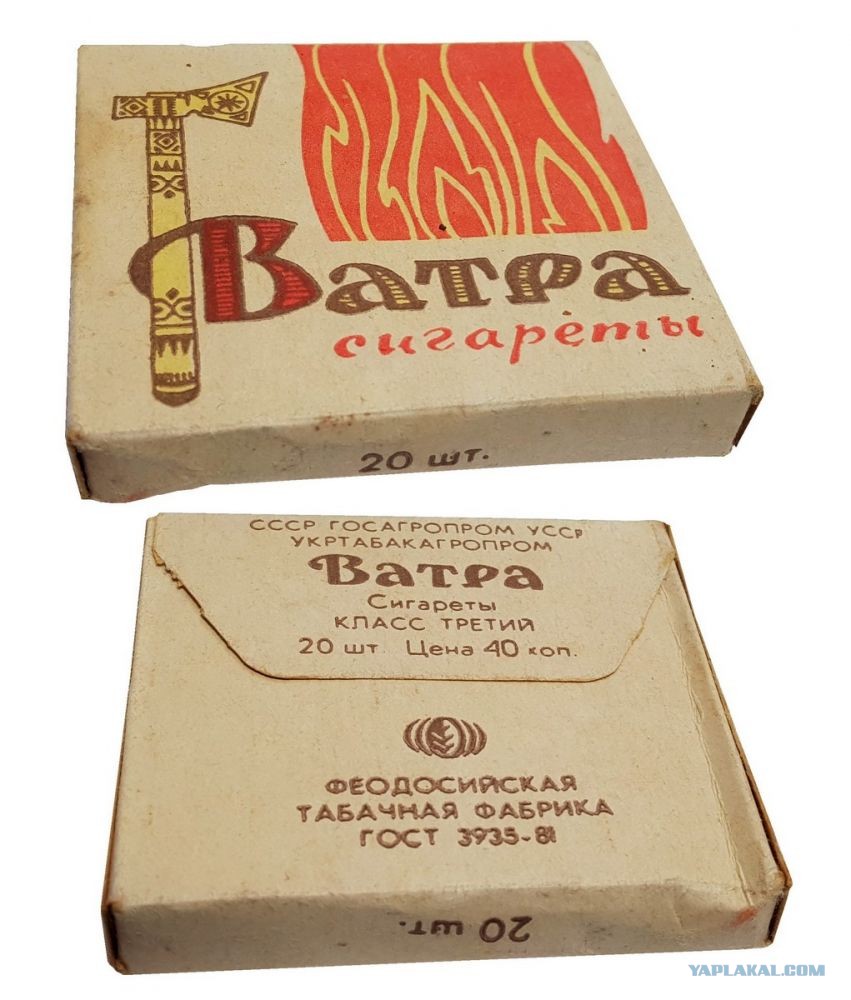 Ватра
сигареты
20 шт.
СССР ГОСАГРОПРОМ УССР
УКРТАБАКАГРОПРОМ
Ватра
Сигареты
КЛАСС ТРЕТИЙ
20 шт. Цена 40 коп.
ФЕОДОСИЙСКАЯ
ТАБАЧНАЯ ФАБРИКА
ГОСТ 3935-81
20 шт.
YAPLAKAL.COM